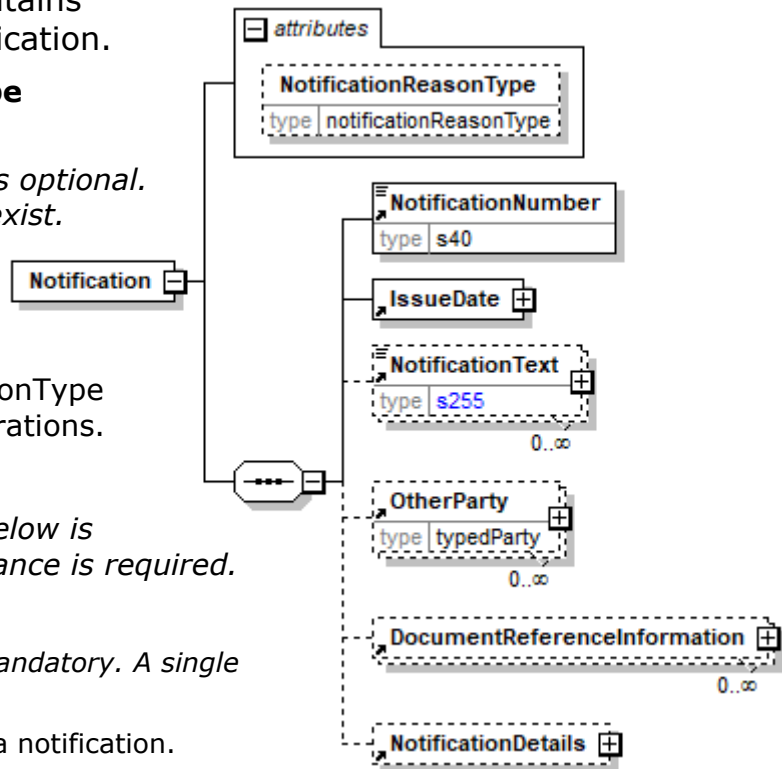 tains
ication.
pe
s optional.
exist.
onType
rations.
elow is
ance is required.
andatory. A single
a notification.
attributes
NotificationReasonType
type notificationReasonType
Notification
NotificationNumber
type s40
IssueDate
NotificationText
type s255
0..∞
OtherParty
type typedParty
0..∞
DocumentReferenceInformation
0..∞
NotificationDetails